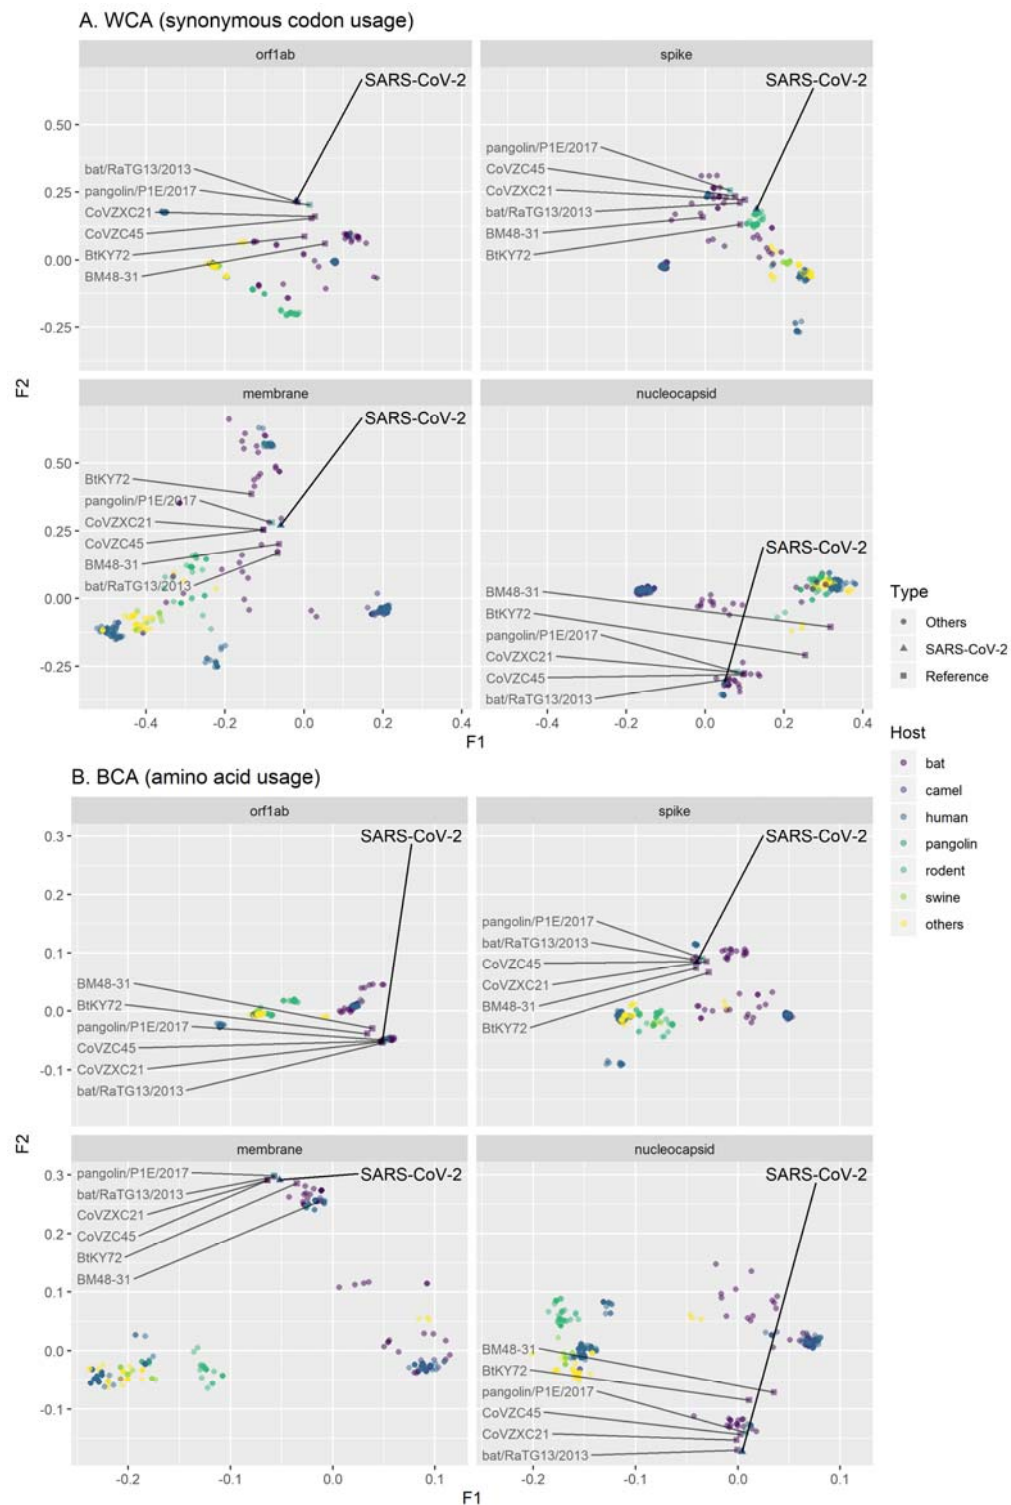 A. WCA (synonymous codon usage)
orf1ab
spike
SARS-CoV-2
SARS-CoV-2
0.50
0.25
0.00
-0.25
bat/RaTG13/2013
pangolin/P1E/2017
CoVZXC21
CoVZC45
BtKY72
BM48-31
pangolin/P1E/2017
CoVZC45
CoVZXC21
bat/RaTG13/2013
BM48-31
BtKY72
F2
membrane
nucleocapsid
SARS-CoV-2
SARS-CoV-2
0.50
0.25
0.00
-0.25
BtKY72
pangolin/P1E/2017
CoVZXC21
CoVZC45
BM48-31
bat/RaTG13/2013
BM48-31
BtKY72
pangolin/P1E/2017
CoVZXC21
CoVZC45
bat/RaTG13/2013
-0.4
-0.2
0.0
0.2
0.4
-0.4
-0.2
0.0
0.2
0.4
F1
Type
Others
SARS-CoV-2
Reference
Host
bat
camel
human
pangolin
rodent
swine
others
B. BCA (amino acid usage)
orf1ab
spike
SARS-CoV-2
SARS-CoV-2
0.3
0.2
0.1
0.0
-0.1
BM48-31
BtKY72
pangolin/P1E/2017
CoVZC45
CoVZXC21
bat/RaTG13/2013
pangolin/P1E/2017
bat/RaTG13/2013
CoVZC45
CoVZXC21
BM48-31
BtKY72
F2
membrane
nucleocapsid
SARS-CoV-2
SARS-CoV-2
0.3
0.2
0.1
0.0
-0.1
pangolin/P1E/2017
bat/RaTG13/2013
CoVZXC21
CoVZC45
BtKY72
BM48-31
BM48-31
BtKY72
pangolin/P1E/2017
CoVZC45
CoVZXC21
bat/RaTG13/2013
-0.2
-0.1
0.0
0.1
-0.2
-0.1
0.0
0.1
F1